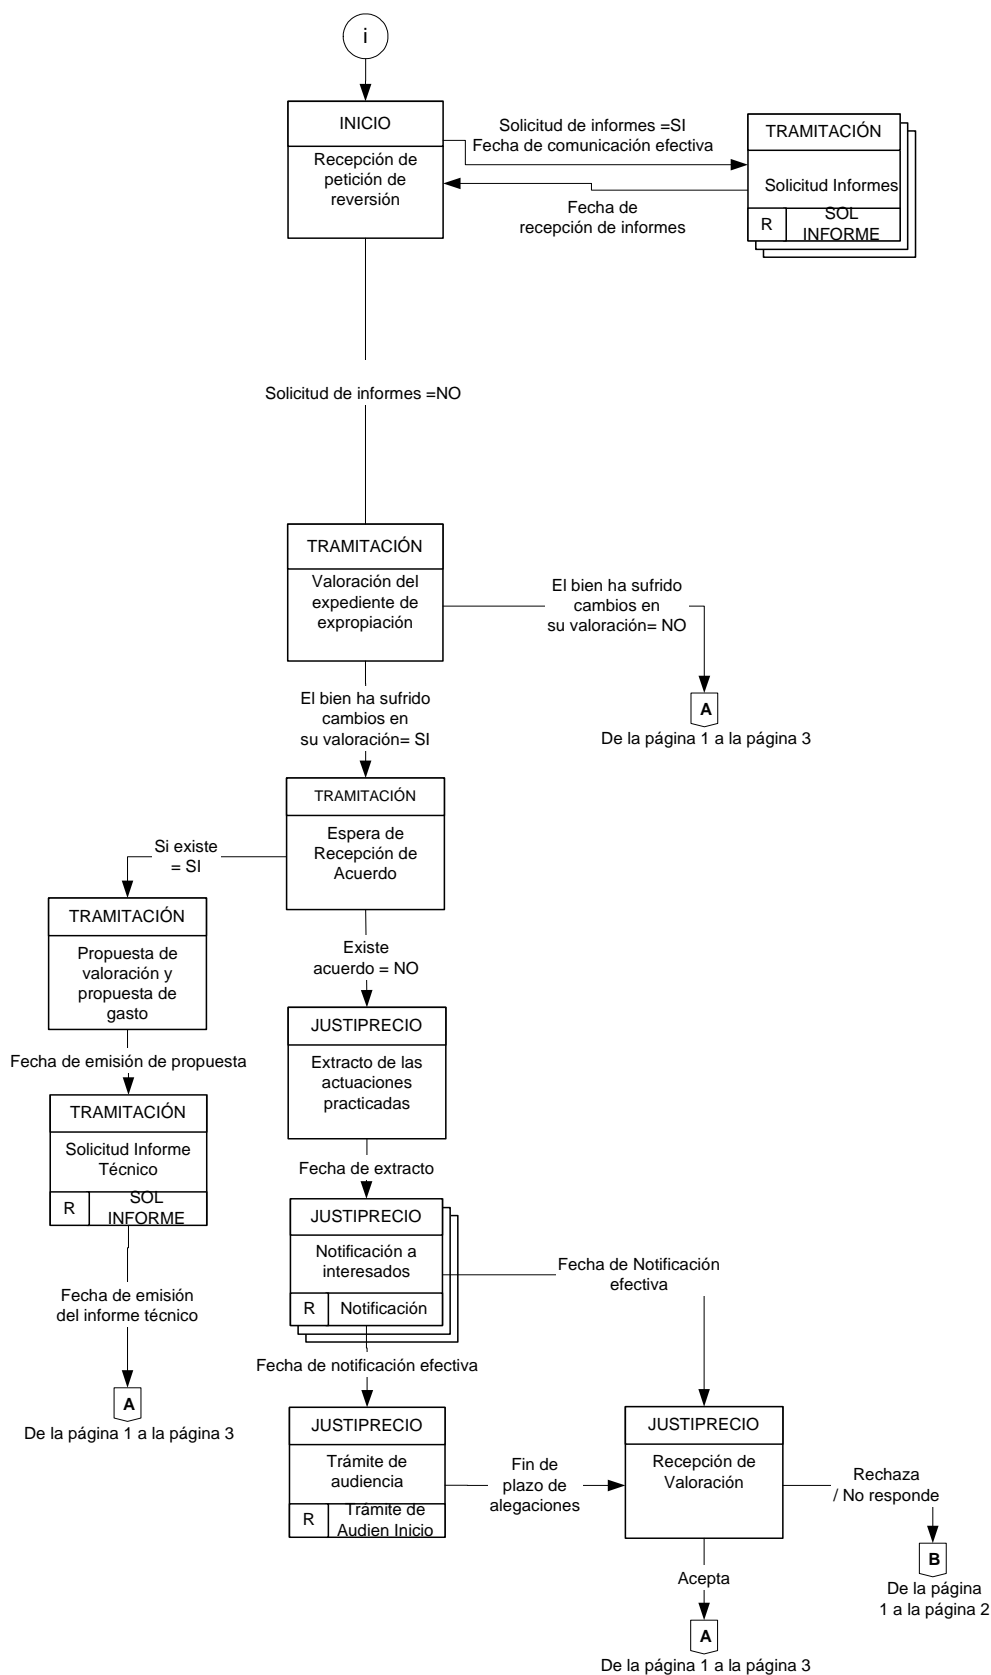 i
INICIO
Recepción de
petición de
reversión
Solicitud de informes =SI
Fecha de comunicación efectiva
Fecha de
recepción de informes
TRAMITACIÓN
Solicitud Informes
R
SOL
INFORME
Solicitud de informes =NO
TRAMITACIÓN
Valoración del
expediente de
expropiación
El bien ha sufrido
cambios en
su valoración= NO
A
De la página 1 a la página 3
El bien ha sufrido
cambios en
su valoración= SI
TRAMITACIÓN
Espera de
Recepción de
Acuerdo
Si existe
= SI
TRAMITACIÓN
Propuesta de
valoración y
propuesta de
gasto
Fecha de emisión de propuesta
TRAMITACIÓN
Solicitud Informe
Técnico
R
SOL
INFORME
Fecha de emisión
del informe técnico
A
De la página 1 a la página 3
Existe
acuerdo = NO
JUSTIPRECIO
Extracto de las
actuaciones
practicadas
Fecha de extracto
JUSTIPRECIO
Notificación a
interesados
R
Notificación
Fecha de Notificación
efectiva
Fecha de notificación efectiva
JUSTIPRECIO
Trámite de
audiencia
R
Trámite de
Audien Inicio
Fin de
plazo de
alegaciones
JUSTIPRECIO
Recepción de
Valoración
Rechaza
/ No responde
B
De la página
1 a la página 2
Acepta
A
De la página 1 a la página 3